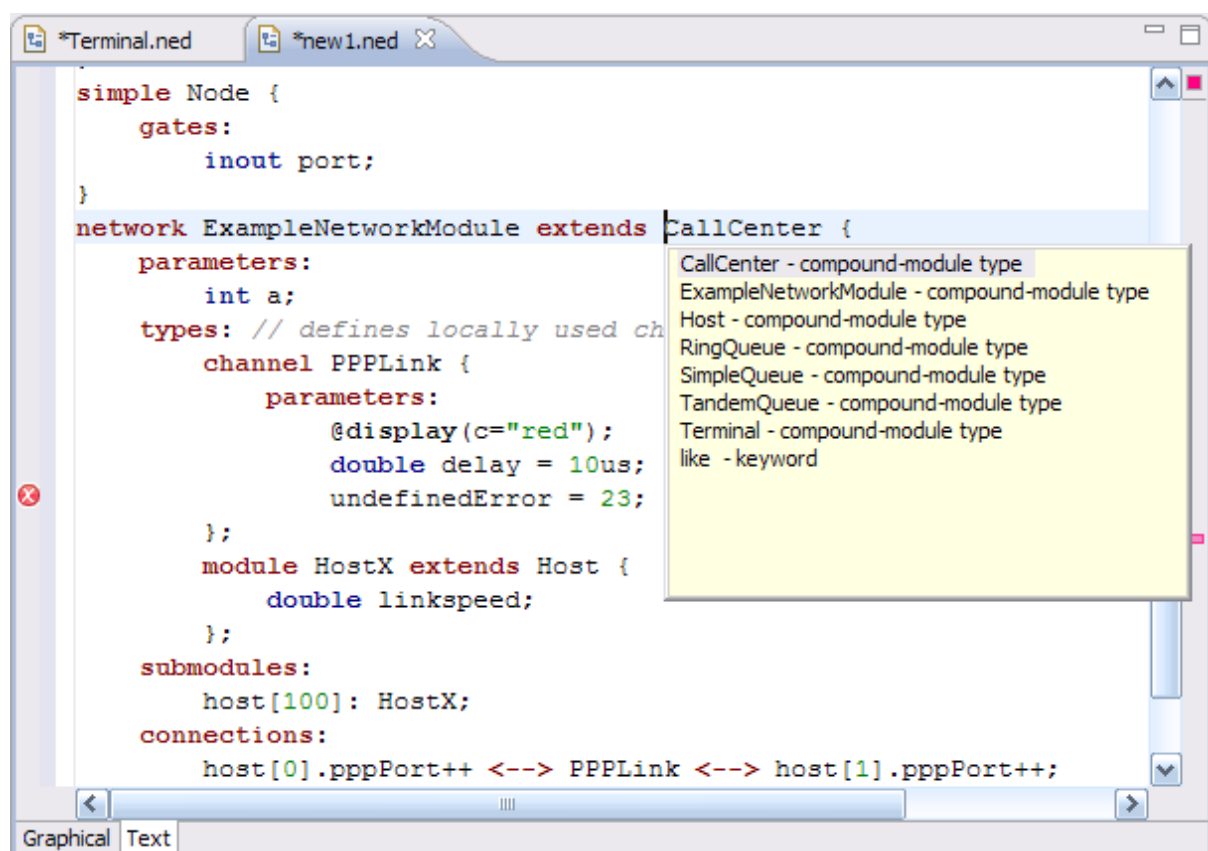 *Terminal.ned *new1.ned
simple Node {
gates:
inout port;
}
network ExampleNetworkModule extends CallCenter {
parameters:
int a;
types: // defines locally used ch
channel PPPLink {
parameters:
@display(c="red");
double delay = 10us;
undefinedError = 23;
};
module HostX extends Host {
double linkspeed;
};
submodules:
host[100]: HostX;
connections:
host[0].pppPort++ <--> PPPLink <--> host[1].pppPort++;
CallCenter - compound-module type
ExampleNetworkModule - compound-module type
Host - compound-module type
RingQueue - compound-module type
SimpleQueue - compound-module type
TandemQueue - compound-module type
Terminal - compound-module type
like - keyword
Graphical Text